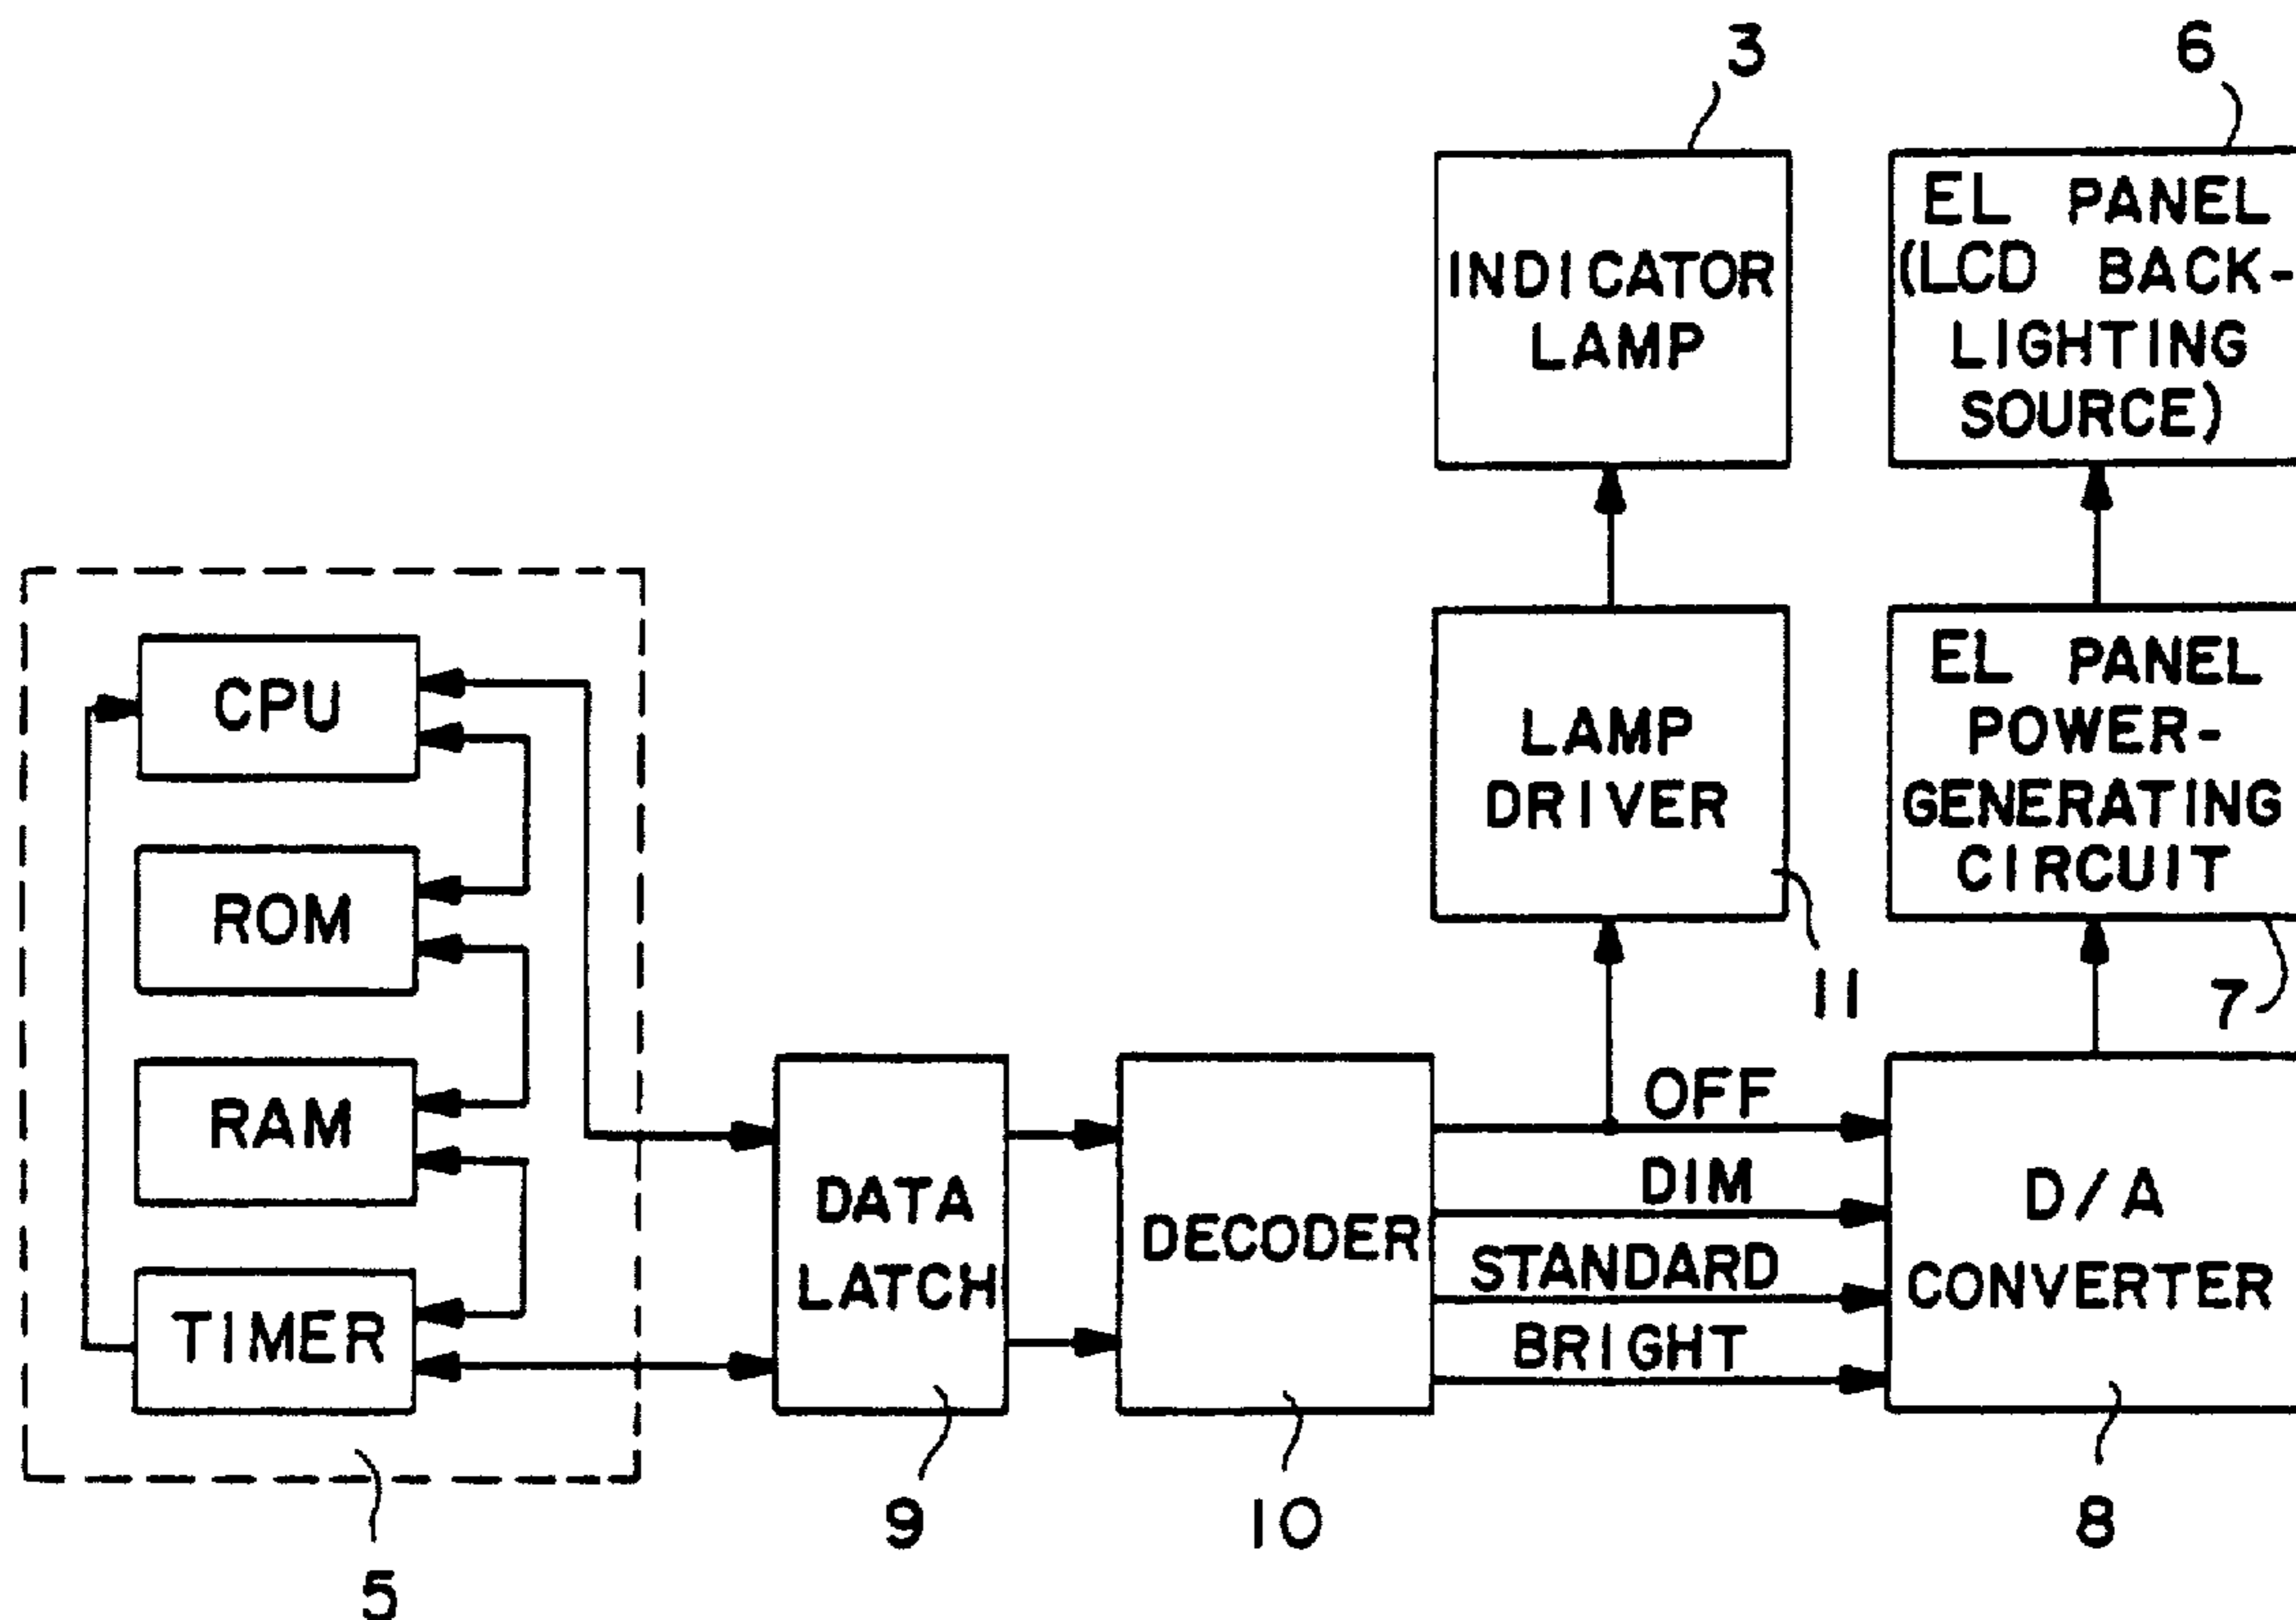 3
6
INDICATOR
LAMP
EL PANEL
(LCD BACK-
LIGHTING
SOURCE)
CPU
ROM
RAM
TIMER
5
LAMP
DRIVER
11
EL PANEL
POWER-
GENERATING
CIRCUIT
7
DATA
LATCH
9
DECODER
10
OFF
DIM
STANDARD
BRIGHT
D/A
CONVERTER
8